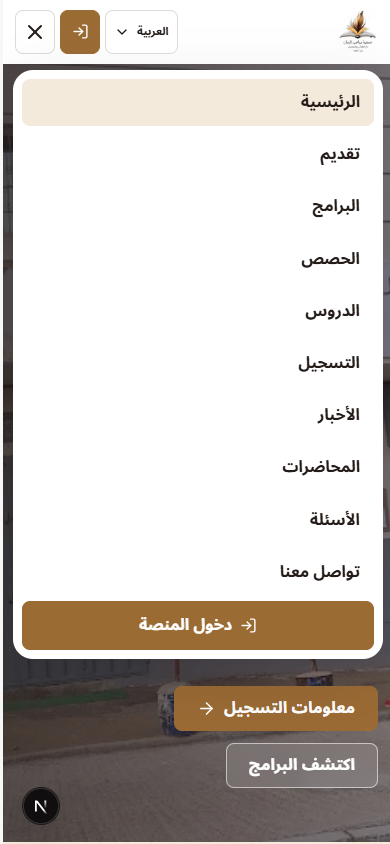 العربية
الرئيسية
تقديم
البرامج
الحصص
الدروس
التسجيل
الأخبار
المحاضرات
الأسئلة
تواصل معنا
دخول المنصة
معلومات التسجيل
اكتشف البرامج
N